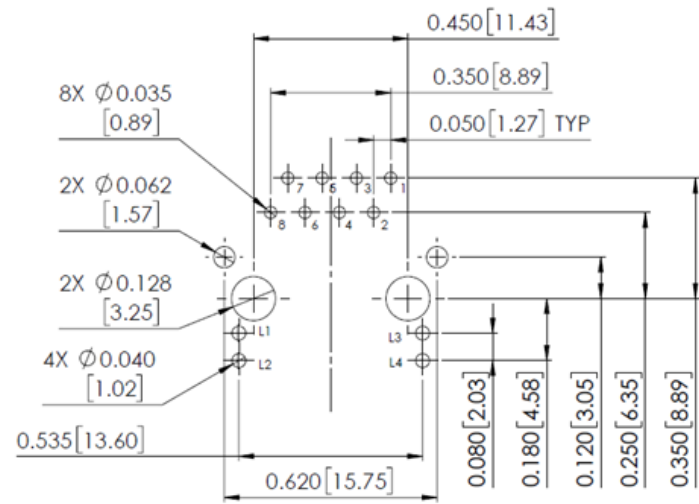 0.450[11.43]
0.350[8.89]
8X Ø0.035
[0.89]
0.050[1.27] TYP
7 5 3 1
2X Ø0.062
[1.57]
8 6 4 2
2X Ø0.128
[3.25]
L1 L3
4X Ø0.040
[1.02]
L2 L4
0.535[13.60]
0.620[15.75]
0.080[2.03]
0.180[4.58]
0.120[3.05]
0.250[6.35]
0.350[8.89]